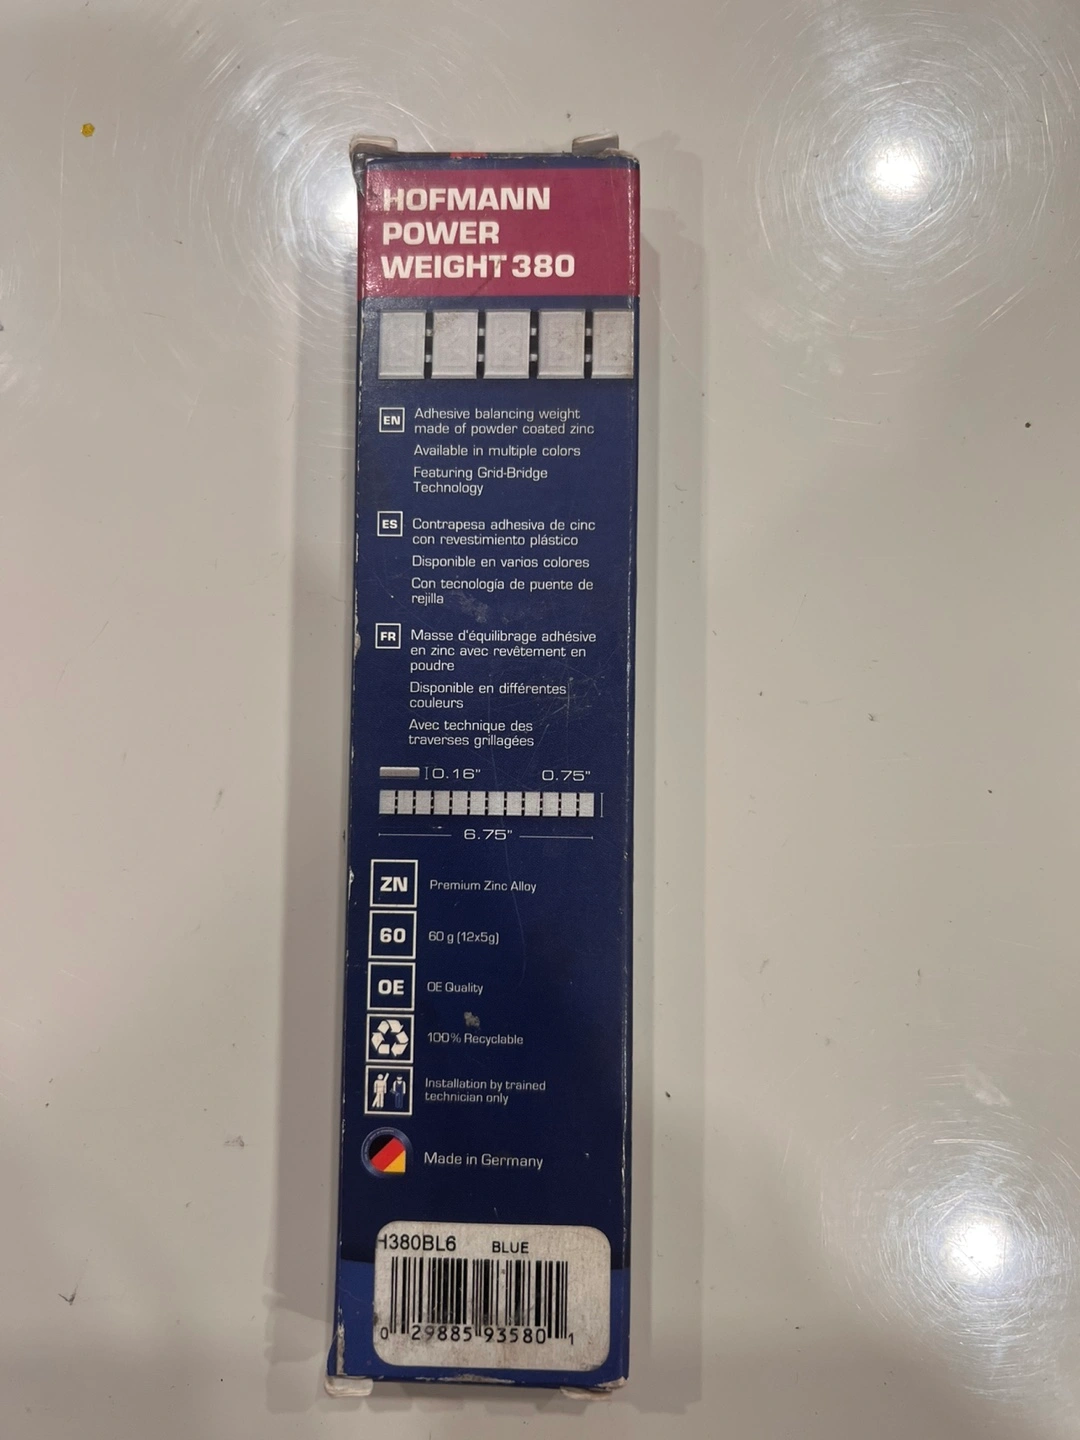 HOFMANN
POWER
WEIGHT 380
EN
Adhesive balancing weight
made of powder coated zinc
Available in multiple colors
Featuring Grid-Bridge
Technology
ES
Contrapesa adhesiva de cinc
con revestimiento plástico
Disponible en varios colores
Con tecnología de puente de
rejilla
FR
Masse d'équilibrage adhésive
en zinc avec revêtement en
poudre
Disponible en différentes
couleurs
Avec technique des
traverses grillagées
0.16" 0.75"
6.75"
ZN Premium Zinc Alloy
60 60 g (12x5g)
OE OE Quality
100% Recyclable
Installation by trained
technician only
Made in Germany
H380BL6 BLUE
0 29885 93580 1